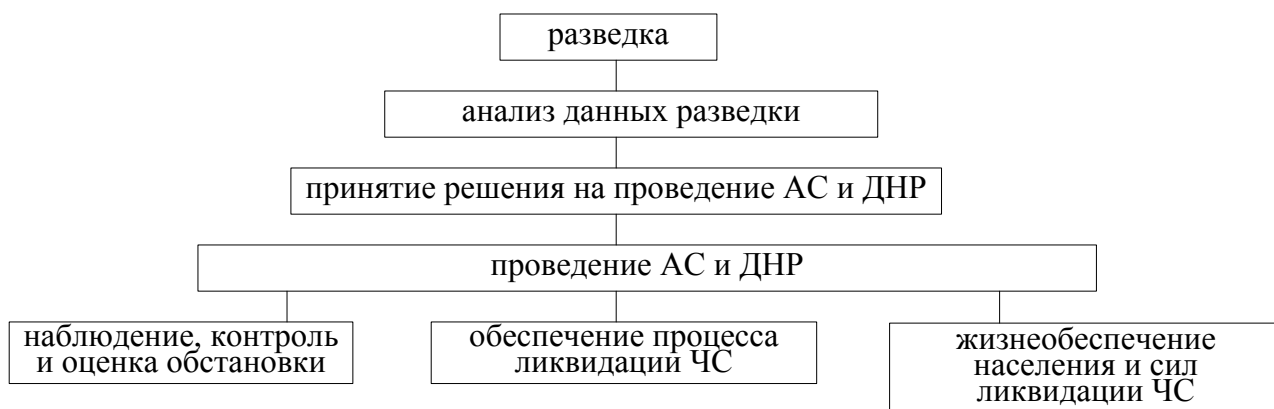 разведка
анализ данных разведки
принятие решения на проведение АС и ДНР
проведение АС и ДНР
наблюдение, контроль
и оценка обстановки
обеспечение процесса
ликвидации ЧС
жизнеобеспечение
населения и сил
ликвидации ЧС